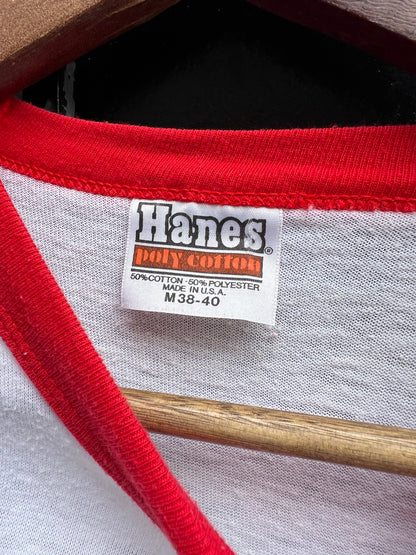 Hanes®
poly cotton
50% COTTON - 50% POLYESTER
MADE IN U.S.A.
M 38-40